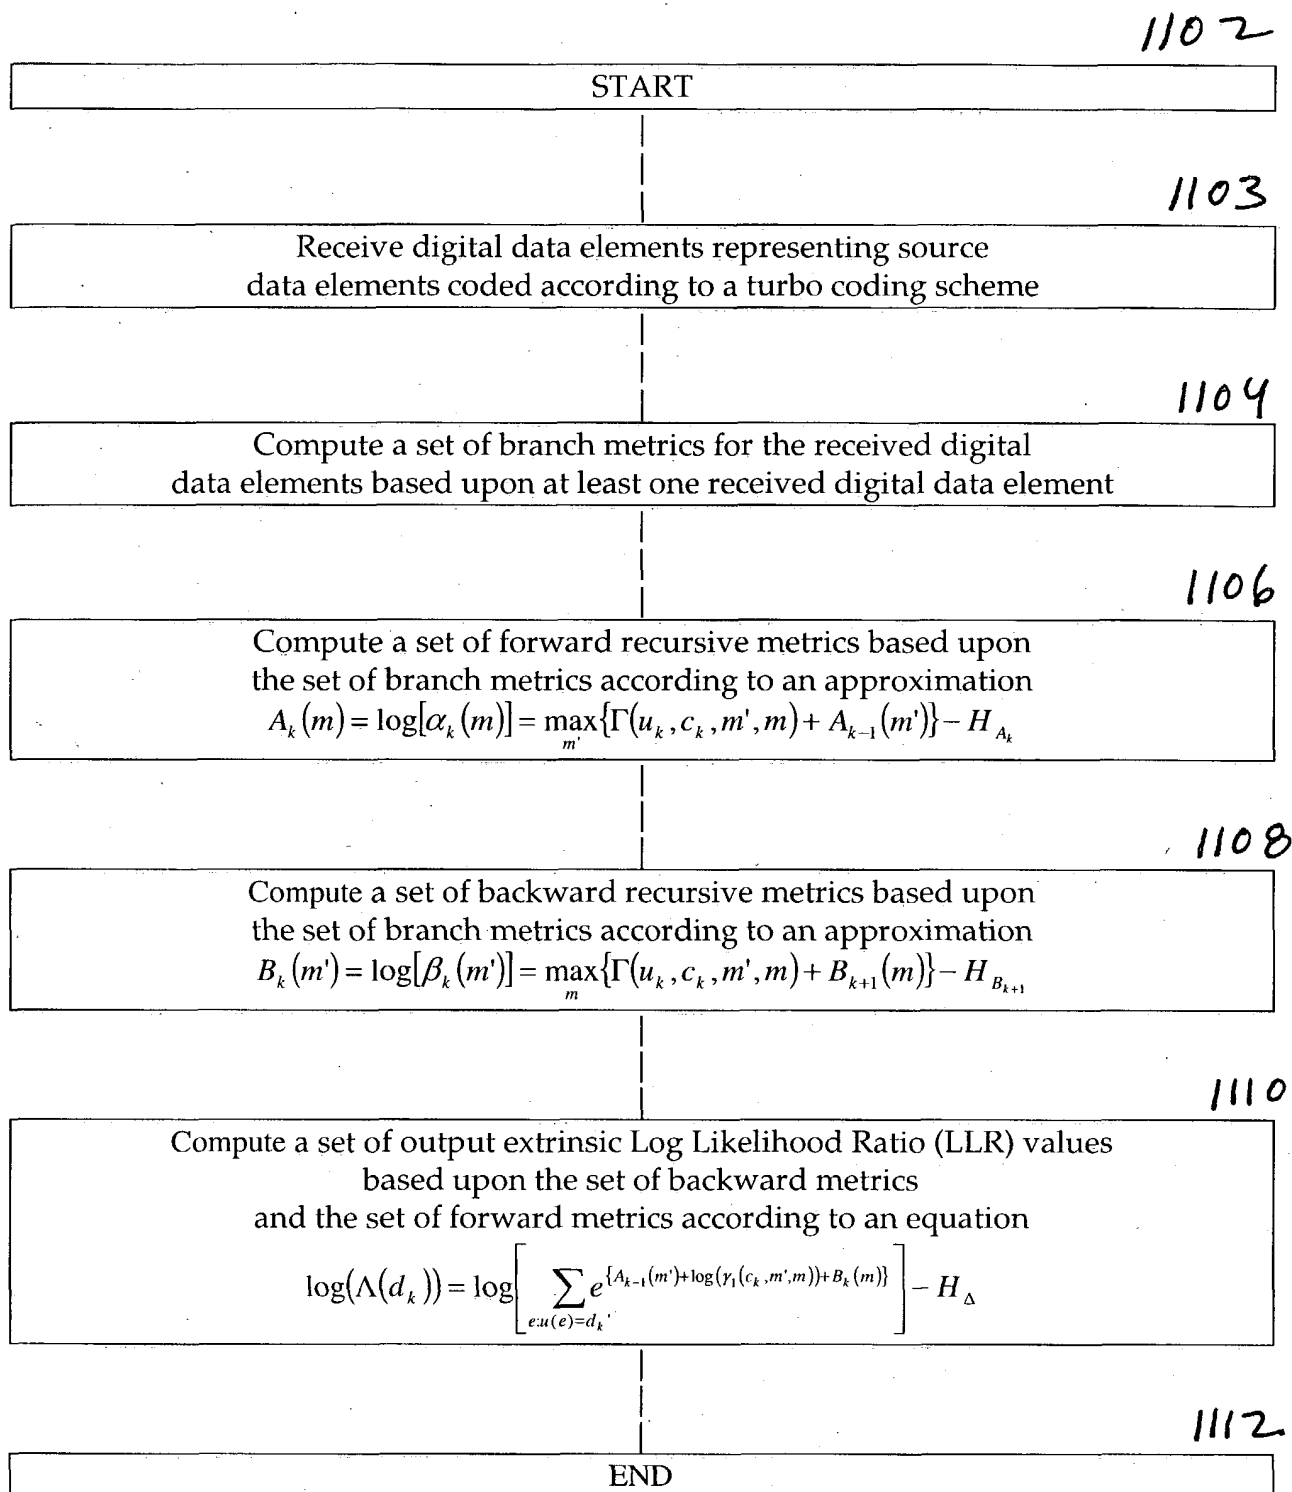 1102
START
1103
Receive digital data elements representing source
data elements coded according to a turbo coding scheme
1104
Compute a set of branch metrics for the received digital
data elements based upon at least one received digital data element
1106
Compute a set of forward recursive metrics based upon
the set of branch metrics according to an approximation
A_k(m) = log[α_k(m)] = max_{m'}{Γ(u_k, c_k, m', m) + A_{k-1}(m')} − H_{A_k}
1108
Compute a set of backward recursive metrics based upon
the set of branch metrics according to an approximation
B_k(m') = log[β_k(m')] = max_m{Γ(u_k, c_k, m', m) + B_{k+1}(m)} − H_{B_{k+1}}
1110
Compute a set of output extrinsic Log Likelihood Ratio (LLR) values
based upon the set of backward metrics
and the set of forward metrics according to an equation
log(Λ(d_k)) = log[∑_{e:u(e)=d_k'} e^{{A_{k-1}(m')+log(γ_1(c_k,m',m))+B_k(m)}}] − H_Δ
1112
END